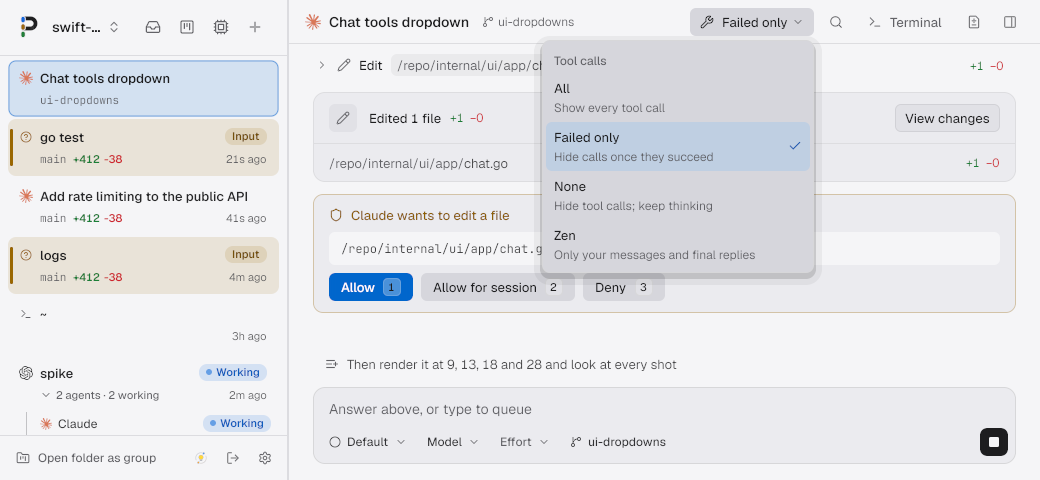 swift-...
Chat tools dropdown
ui-dropdowns
go test
Input
main +412 -38
21s ago
Add rate limiting to the public API
main +412 -38
41s ago
logs
Input
main +412 -38
4m ago
~
3h ago
spike
Working
2 agents · 2 working
2m ago
Claude
Working
Open folder as group
Chat tools dropdown
ui-dropdowns
Failed only
Terminal
Edit
/repo/internal/ui/app/ch
+1 −0
Tool calls
All
Show every tool call
Failed only
Hide calls once they succeed
None
Hide tool calls; keep thinking
Zen
Only your messages and final replies
Edited 1 file +1 −0
View changes
/repo/internal/ui/app/chat.go
+1 −0
Claude wants to edit a file
/repo/internal/ui/app/chat.g
Allow 1
Allow for session 2
Deny 3
Then render it at 9, 13, 18 and 28 and look at every shot
Answer above, or type to queue
Default
Model
Effort
ui-dropdowns